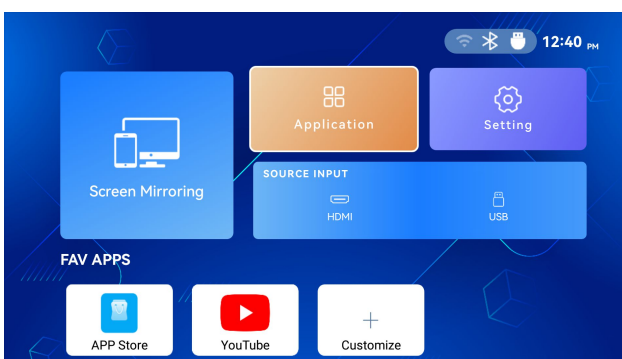 12:40 PM
Application
Setting
Screen Mirroring
SOURCE INPUT
HDMI
USB
FAV APPS
APP Store
YouTube
Customize